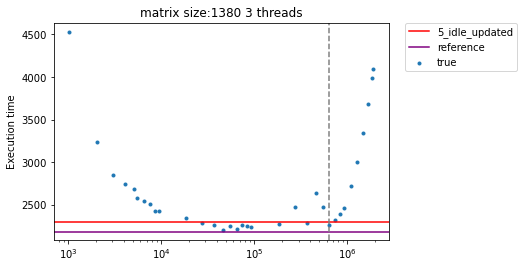 matrix size:1380 3 threads
Execution time
4500
4000
3500
3000
2500
10³
10⁴
10⁵
10⁶
5_idle_updated
reference
true